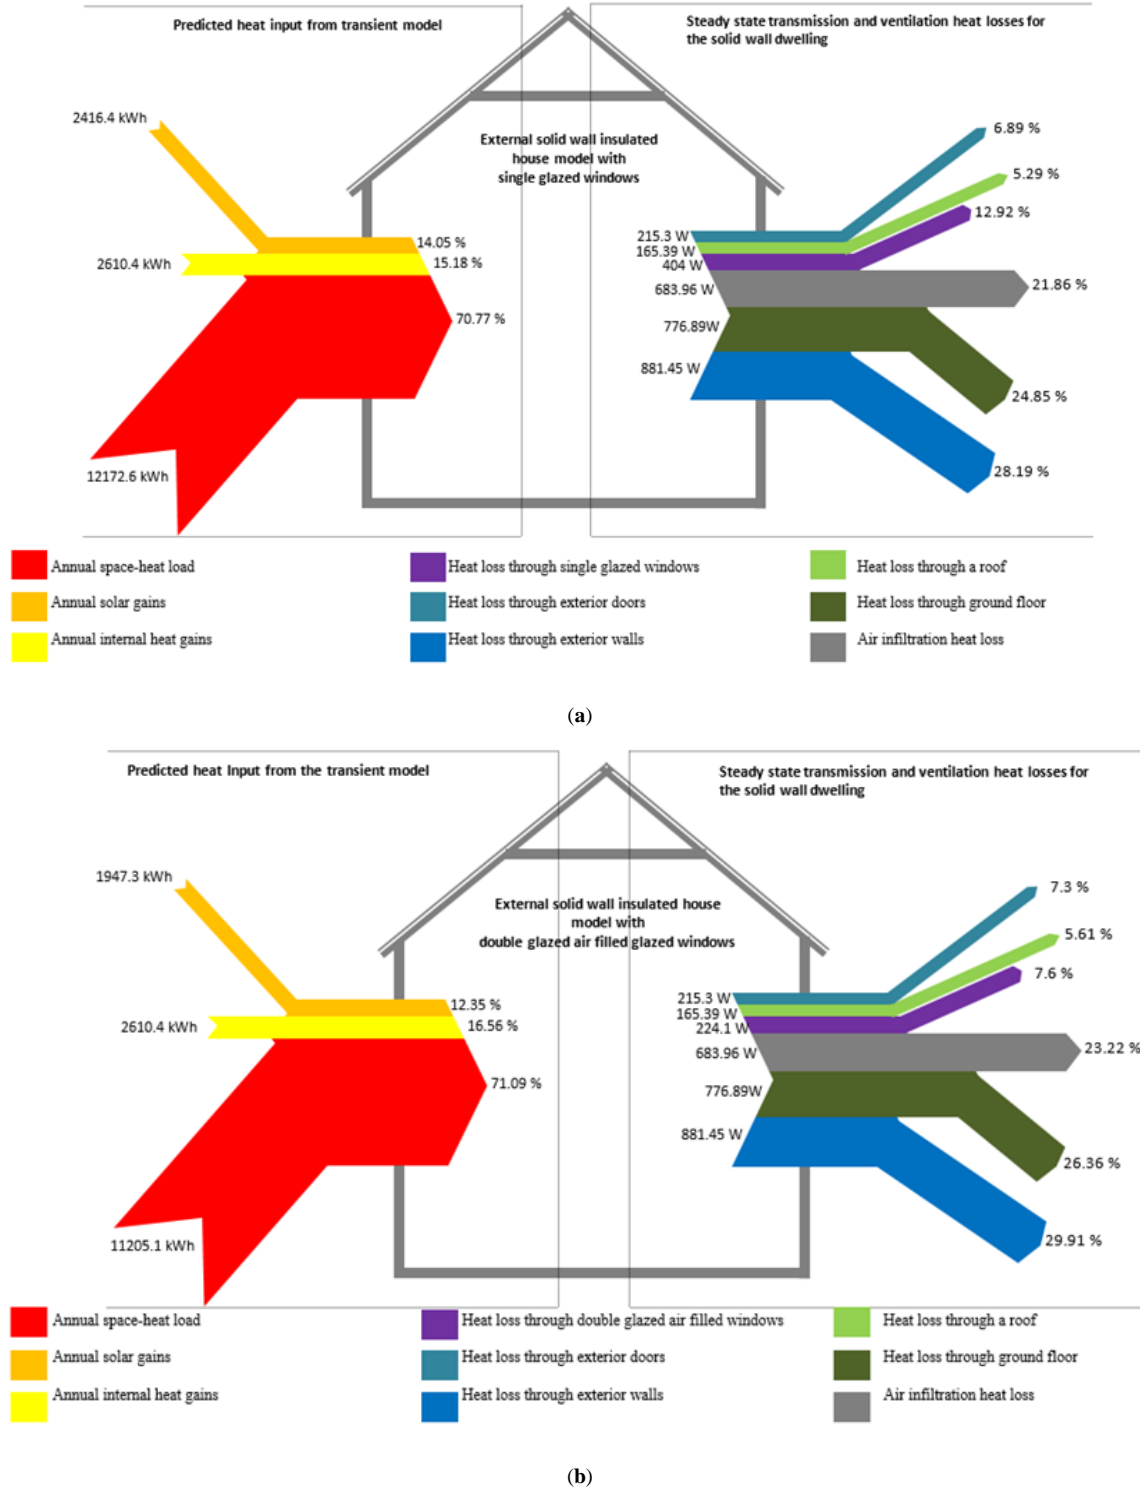 Predicted heat input from transient model
Steady state transmission and ventilation heat losses for
the solid wall dwelling
External solid wall insulated
house model with
single glazed windows
2416.4 kWh
2610.4 kWh
12172.6 kWh
14.05 %
15.18 %
70.77 %
215.3 W
165.39 W
404 W
683.96 W
776.89W
881.45 W
6.89 %
5.29 %
12.92 %
21.86 %
24.85 %
28.19 %
Annual space-heat load
Annual solar gains
Annual internal heat gains
Heat loss through single glazed windows
Heat loss through exterior doors
Heat loss through exterior walls
Heat loss through a roof
Heat loss through ground floor
Air infiltration heat loss
(a)
Predicted heat Input from the transient model
Steady state transmission and ventilation heat losses for
the solid wall dwelling
External solid wall insulated house
model with
double glazed air filled glazed windows
1947.3 kWh
2610.4 kWh
11205.1 kWh
12.35 %
16.56 %
71.09 %
215.3 W
165.39 W
224.1 W
683.96 W
776.89W
881.45 W
7.3 %
5.61 %
7.6 %
23.22 %
26.36 %
29.91 %
Annual space-heat load
Annual solar gains
Annual internal heat gains
Heat loss through double glazed air filled windows
Heat loss through exterior doors
Heat loss through exterior walls
Heat loss through a roof
Heat loss through ground floor
Air infiltration heat loss
(b)